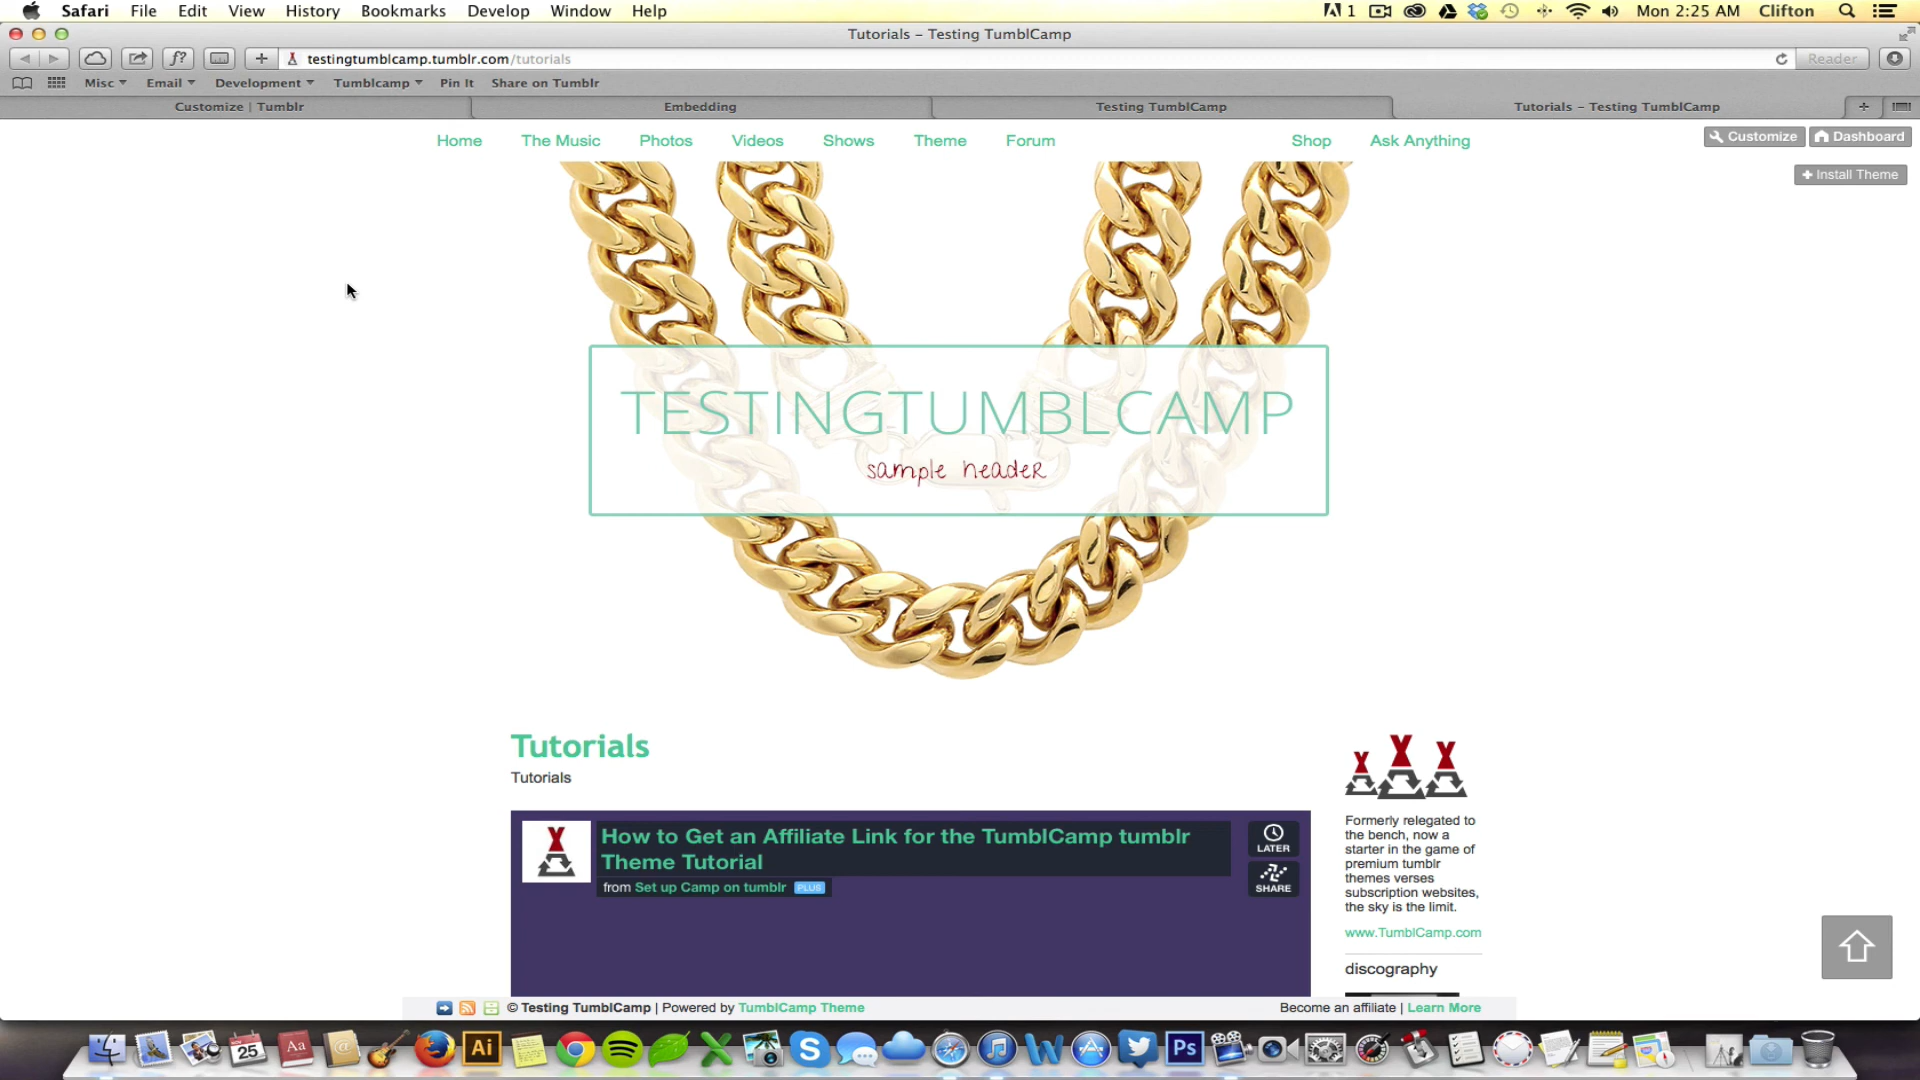 Safari File Edit View History Bookmarks Develop Window Help 1 Mon 2:25 AM Clifton
Tutorials – Testing TumblCamp
f? + testingtumblcamp.tumblr.com/tutorials Reader
Misc Email Development Tumblcamp Pin It Share on Tumblr
Customize | Tumblr Embedding Testing TumblCamp Tutorials – Testing TumblCamp +
Home The Music Photos Videos Shows Theme Forum Shop Ask Anything Customize Dashboard
+ Install Theme
TESTINGTUMBLCAMP
sample header
Tutorials
Tutorials
How to Get an Affiliate Link for the TumblCamp tumblr
Theme Tutorial
from Set up Camp on tumblr PLUS
LATER
SHARE
Formerly relegated to
the bench, now a
starter in the game of
premium tumblr
themes verses
subscription websites,
the sky is the limit.
www.TumblCamp.com
discography
© Testing TumblCamp | Powered by TumblCamp Theme Become an affiliate | Learn More
25 Aa @ Ai X S W Ps